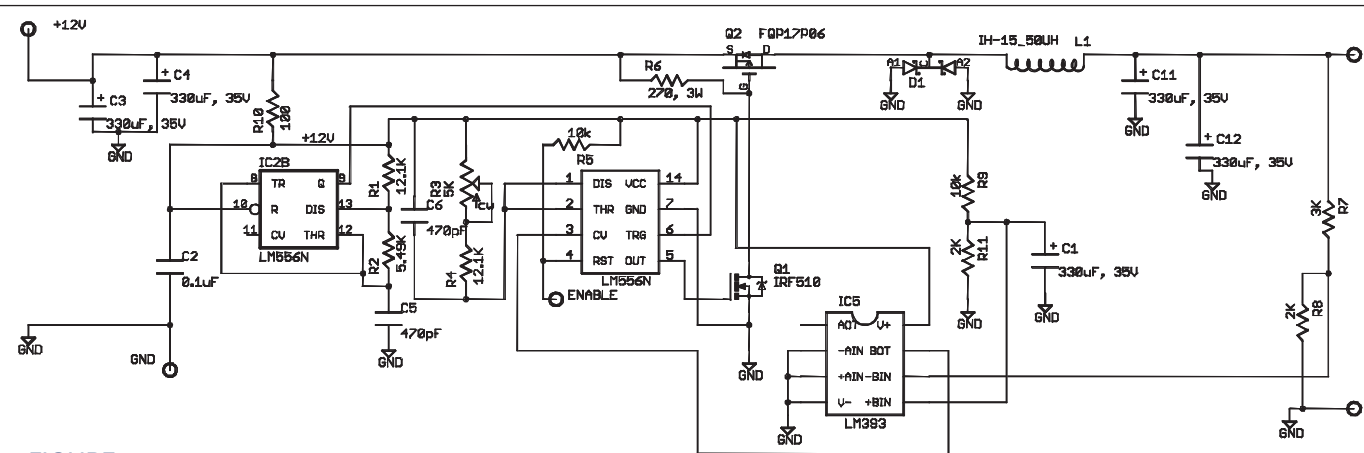 +12V
Q2 FQP17P06
S D
G
R6
270, 3W
IH-15_50UH L1
A1 C A2
D1
GND GND
+ C4
330uF, 35V
+ C3
330uF, 35V
GND
R10
100
+12V
+ C11
330uF, 35V
GND
+ C12
330uF, 35V
GND
IC2B
8 TR Q 9
10 R DIS 13
11 CV THR 12
LM556N
R1
12.1K
R2
5.49K
C6
470pF
R3
5K
CW
R4
12.1K
10k
R5
1 DIS VCC 14
2 THR GND 7
3 CV TRG 6
4 RST OUT 5
LM556N
ENABLE
Q1
IRF510
GND
10k
R9
2K
R11
GND
+ C1
330uF, 35V
GND
3K
R7
2K
R8
GND
C2
0.1uF
GND
GND
C5
470pF
GND
IC5
AOT V+
-AIN BOT
+AIN -BIN
V- +BIN
LM393
GND